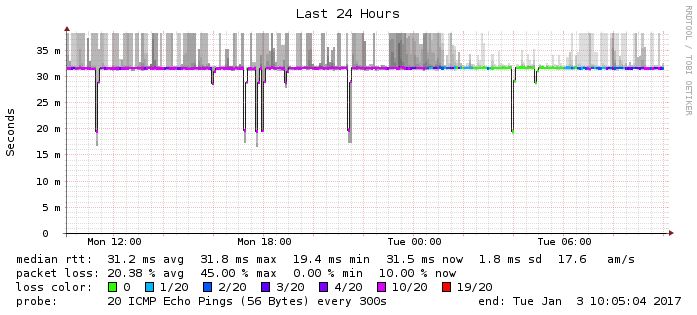 Last 24 Hours
RRDTOOL / TOBI OETIKER
Seconds
35 m
30 m
25 m
20 m
15 m
10 m
5 m
0
Mon 12:00 Mon 18:00 Tue 00:00 Tue 06:00
median rtt: 31.2 ms avg 31.8 ms max 19.4 ms min 31.5 ms now 1.8 ms sd 17.6 am/s
packet loss: 20.38 % avg 45.00 % max 0.00 % min 10.00 % now
loss color: 0 1/20 2/20 3/20 4/20 10/20 19/20
probe: 20 ICMP Echo Pings (56 Bytes) every 300s end: Tue Jan 3 10:05:04 2017